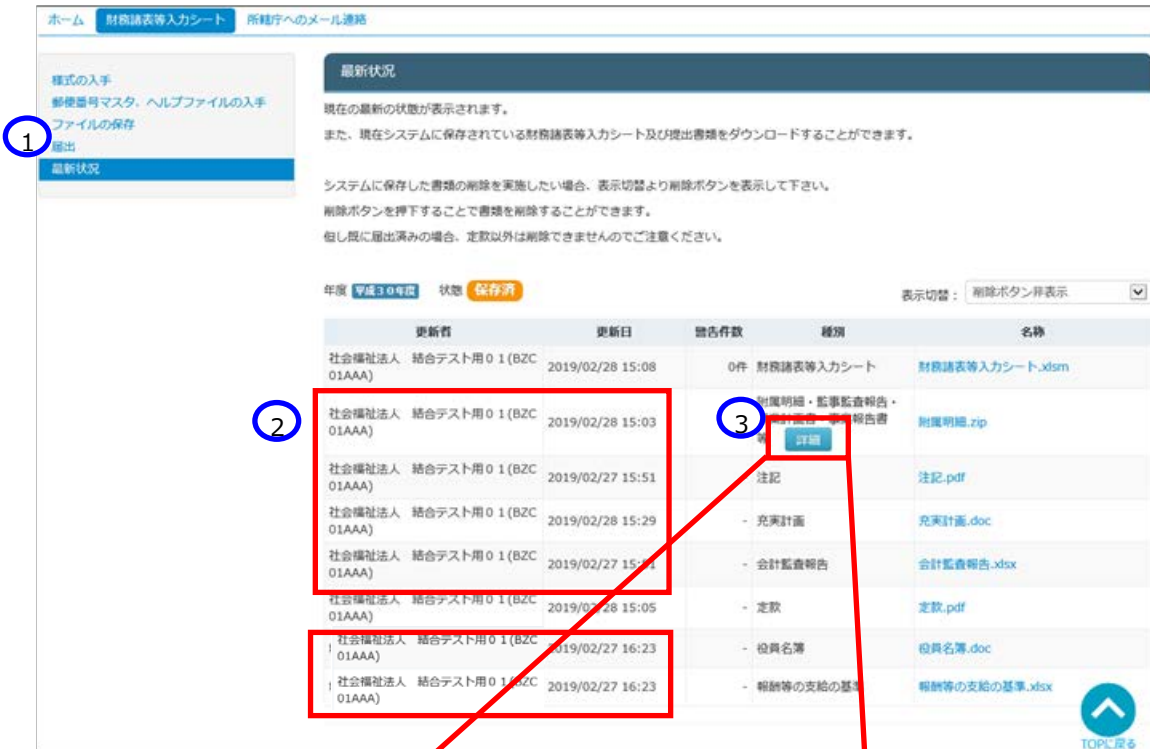 ホーム 財務諸表等入力シート 所轄庁へのメール連絡
様式の入手
郵便番号マスタ、ヘルプファイルの入手
ファイルの保存
届出
最新状況
1
最新状況
現在の最新の状態が表示されます。
また、現在システムに保存されている財務諸表等入力シート及び提出書類をダウンロードすることができます。
システムに保存した書類の削除を実施したい場合、表示切替より削除ボタンを表示して下さい。
削除ボタンを押下することで書類を削除することができます。
但し既に届出済みの場合、定款以外は削除できませんのでご注意ください。
年度 平成30年度 状態 保存済 表示切替: 削除ボタン非表示
更新者 更新日 警告件数 種別 名称
社会福祉法人 結合テスト用01(BZC
01AAA) 2019/02/28 15:08 0件 財務諸表等入力シート 財務諸表等入力シート.xlsm
2
3
社会福祉法人 結合テスト用01(BZC
01AAA) 2019/02/28 15:03 附属明細・監事監査報告・
事業報告書
等 詳細 附属明細.zip
社会福祉法人 結合テスト用01(BZC
01AAA) 2019/02/27 15:51 注記 注記.pdf
社会福祉法人 結合テスト用01(BZC
01AAA) 2019/02/28 15:29 - 充実計画 充実計画.doc
社会福祉法人 結合テスト用01(BZC
01AAA) 2019/02/27 - 会計監査報告 会計監査報告.xlsx
社会福祉法人 結合テスト用01(BZC
01AAA) 2019/02/28 15:05 - 定款 定款.pdf
社会福祉法人 結合テスト用01(BZC
01AAA) 2019/02/27 16:23 - 役員名簿 役員名簿.doc
社会福祉法人 結合テスト用01(BZC
01AAA) 2019/02/27 16:23 - 報酬等の支給の基準 報酬等の支給の基準.xlsx
TOPに戻る